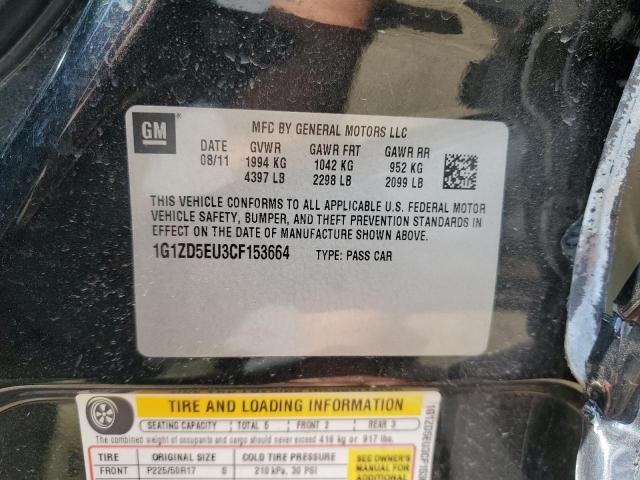 GM®
MFD BY GENERAL MOTORS LLC
DATE GVWR GAWR FRT GAWR RR
08/11 1994 KG 1042 KG 952 KG
4397 LB 2298 LB 2099 LB
THIS VEHICLE CONFORMS TO ALL APPLICABLE U.S. FEDERAL MOTOR
VEHICLE SAFETY, BUMPER, AND THEFT PREVENTION STANDARDS
IN EFFECT ON THE DATE OF MANUFACTURE SHOWN ABOVE.
1G1ZD5EU3CF153664 TYPE: PASS CAR
TIRE AND LOADING INFORMATION
SEATING CAPACITY TOTAL 5 FRONT 2 REAR 3
The combined weight of occupants and cargo should never exceed 416 kg or 917 lbs.
TIRE SIZE COLD TIRE PRESSURE
FRONT P225/50R17 S 210 kPa, 30 PSI
SEE OWNER'S
MANUAL FOR
ADDITIONAL